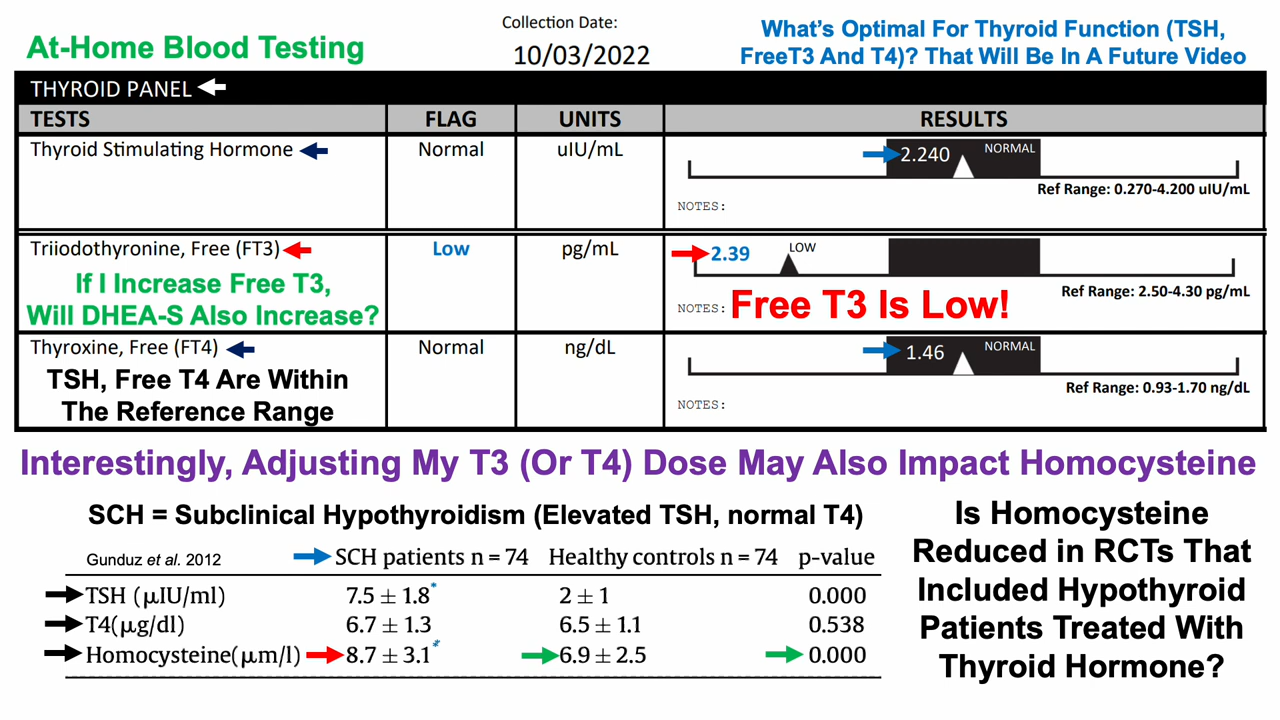 At-Home Blood Testing
Collection Date:
10/03/2022
What's Optimal For Thyroid Function (TSH,
FreeT3 And T4)? That Will Be In A Future Video
THYROID PANEL
TESTS FLAG UNITS RESULTS
Thyroid Stimulating Hormone Normal uIU/mL 2.240 NORMAL
Ref Range: 0.270-4.200 uIU/mL
NOTES:
Triiodothyronine, Free (FT3) Low pg/mL 2.39 LOW
If I Increase Free T3,
Will DHEA-S Also Increase?
Ref Range: 2.50-4.30 pg/mL
NOTES: Free T3 Is Low!
Thyroxine, Free (FT4) Normal ng/dL 1.46 NORMAL
TSH, Free T4 Are Within
The Reference Range
Ref Range: 0.93-1.70 ng/dL
NOTES:
Interestingly, Adjusting My T3 (Or T4) Dose May Also Impact Homocysteine
SCH = Subclinical Hypothyroidism (Elevated TSH, normal T4)
Gunduz et al. 2012 SCH patients n = 74 Healthy controls n = 74 p-value
TSH (μIU/ml) 7.5 ± 1.8* 2 ± 1 0.000
T4(μg/dl) 6.7 ± 1.3 6.5 ± 1.1 0.538
Homocysteine(μm/l) 8.7 ± 3.1* 6.9 ± 2.5 0.000
Is Homocysteine
Reduced in RCTs That
Included Hypothyroid
Patients Treated With
Thyroid Hormone?